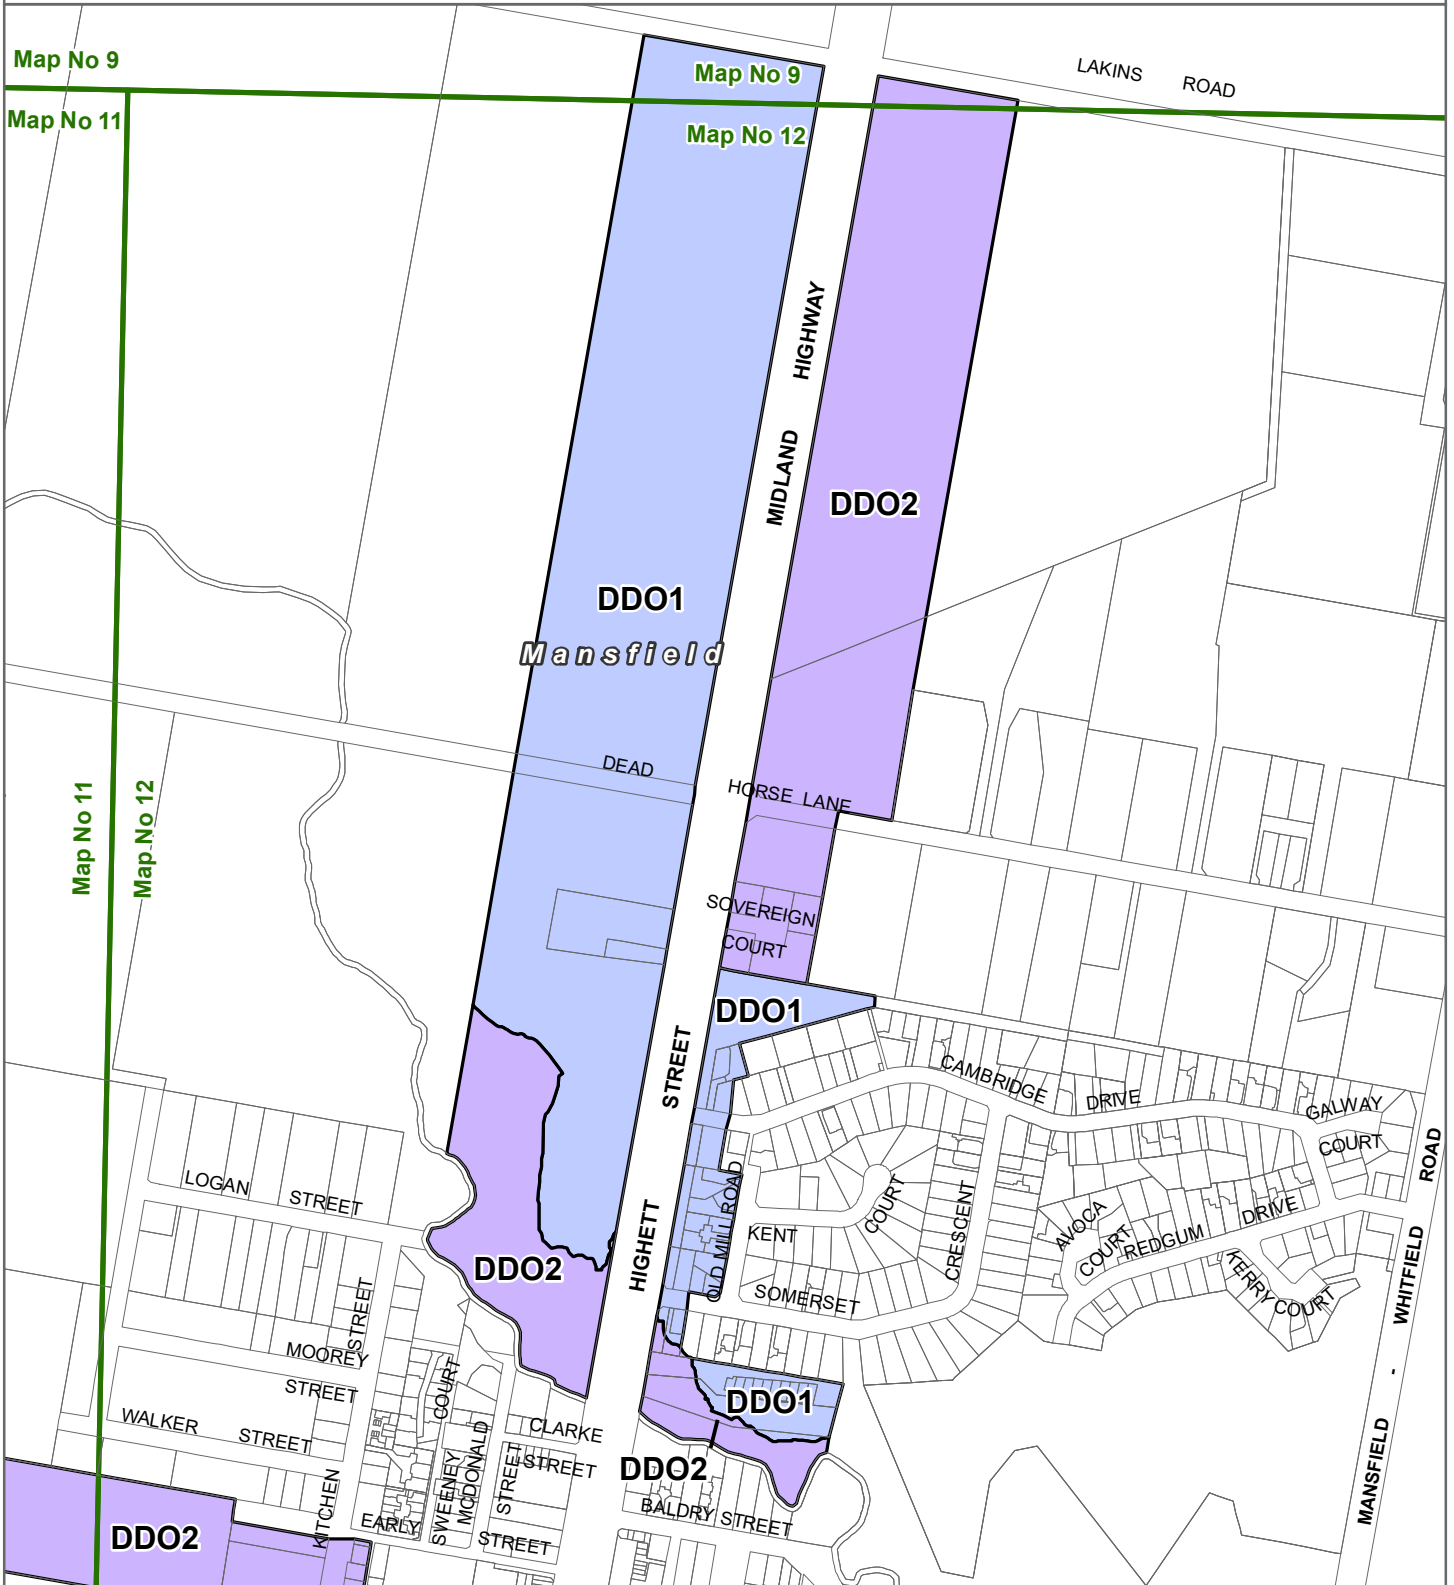 Map No 9
Map No 9
LAKINS ROAD
Map No 11
Map No 12
MIDLAND HIGHWAY
DDO2
DDO1
Mansfield
DEAD
HORSE LANE
Map No 11
Map No 12
SOVEREIGN
COURT
DDO1
HIGHETT STREET
CAMBRIDGE DRIVE
GALWAY
COURT
LOGAN STREET
OLD MILL ROAD
KENT
COURT
CRESCENT
AVOCA
COURT
REDGUM DRIVE
KERRY COURT
SOMERSET
DDO2
MOOREY
STREET
STREET
WALKER STREET
KITCHEN
SWEENEY
COURT
MCDONALD
STREET
CLARKE
STREET
DDO1
DDO2
BALDRY STREET
EARLY STREET
DDO2
MANSFIELD - WHITFIELD ROAD